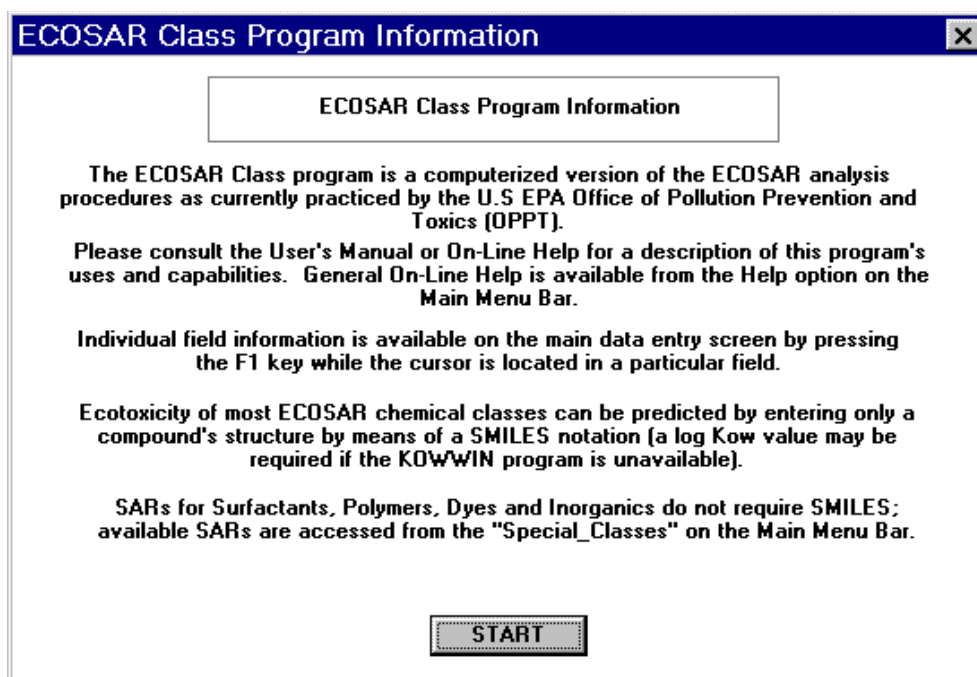 ECOSAR Class Program Information
ECOSAR Class Program Information
The ECOSAR Class program is a computerized version of the ECOSAR analysis
procedures as currently practiced by the U.S EPA Office of Pollution Prevention and
Toxics (OPPT).
Please consult the User's Manual or On-Line Help for a description of this program's
uses and capabilities.  General On-Line Help is available from the Help option on the
Main Menu Bar.
Individual field information is available on the main data entry screen by pressing
the F1 key while the cursor is located in a particular field.
Ecotoxicity of most ECOSAR chemical classes can be predicted by entering only a
compound's structure by means of a SMILES notation (a log Kow value may be
required if the KOWWIN program is unavailable).
SARs for Surfactants, Polymers, Dyes and Inorganics do not require SMILES;
available SARs are accessed from the "Special_Classes" on the Main Menu Bar.
START